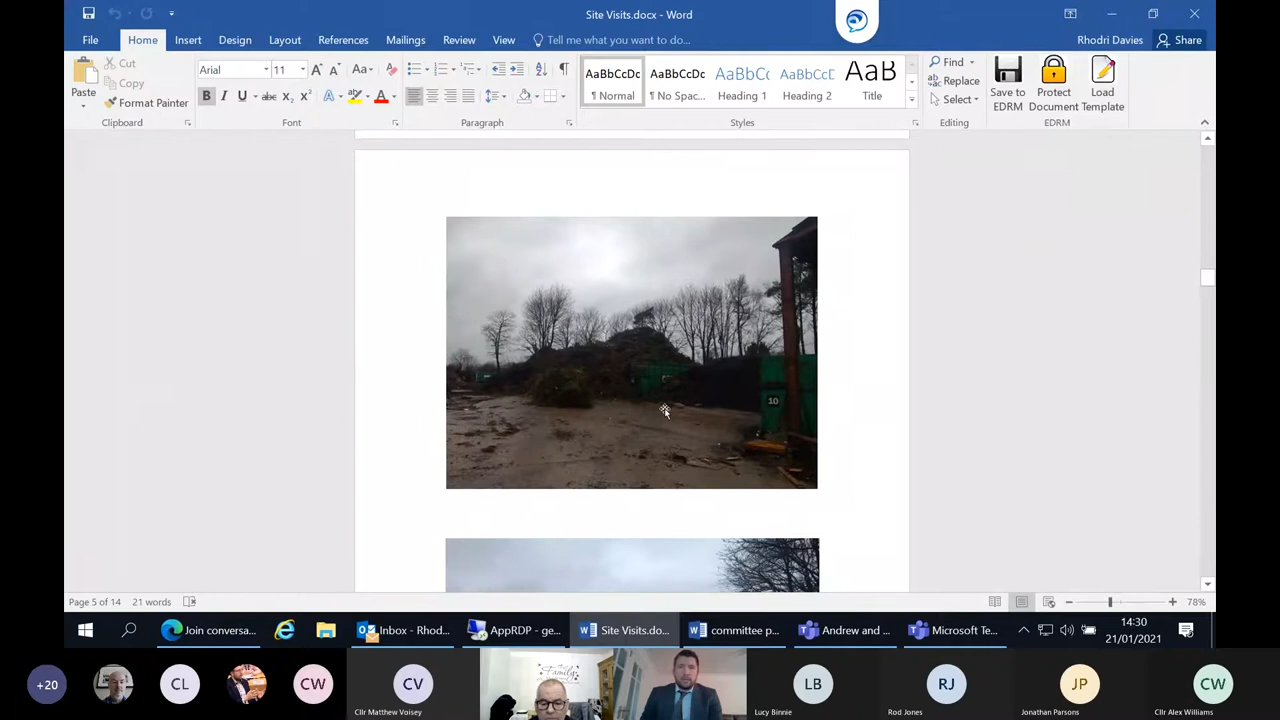 Site Visits.docx - Word
File Home Insert Design Layout References Mailings Review View Tell me what you want to do... Rhodri Davies Share
Paste
Cut
Copy
Format Painter
Clipboard
Arial 11
Font
Paragraph
AaBbCcDc AaBbCcDc AaBbCc AaBbCcD AaB
¶ Normal ¶ No Spac... Heading 1 Heading 2 Title
Styles
Find
Replace
Select
Editing
Save to EDRM
Protect Document
Load Template
EDRM
10
Page 5 of 14 21 words 78%
Join conversa... Inbox - Rhod... AppRDP - ge... Site Visits.do... committee p... Andrew and ... Microsoft Te... 14:30
21/01/2021
+20 CL CW CV LB RJ JP CW
Cllr Matthew Voisey Lucy Binnie Rod Jones Jonathan Parsons Cllr Alex Williams